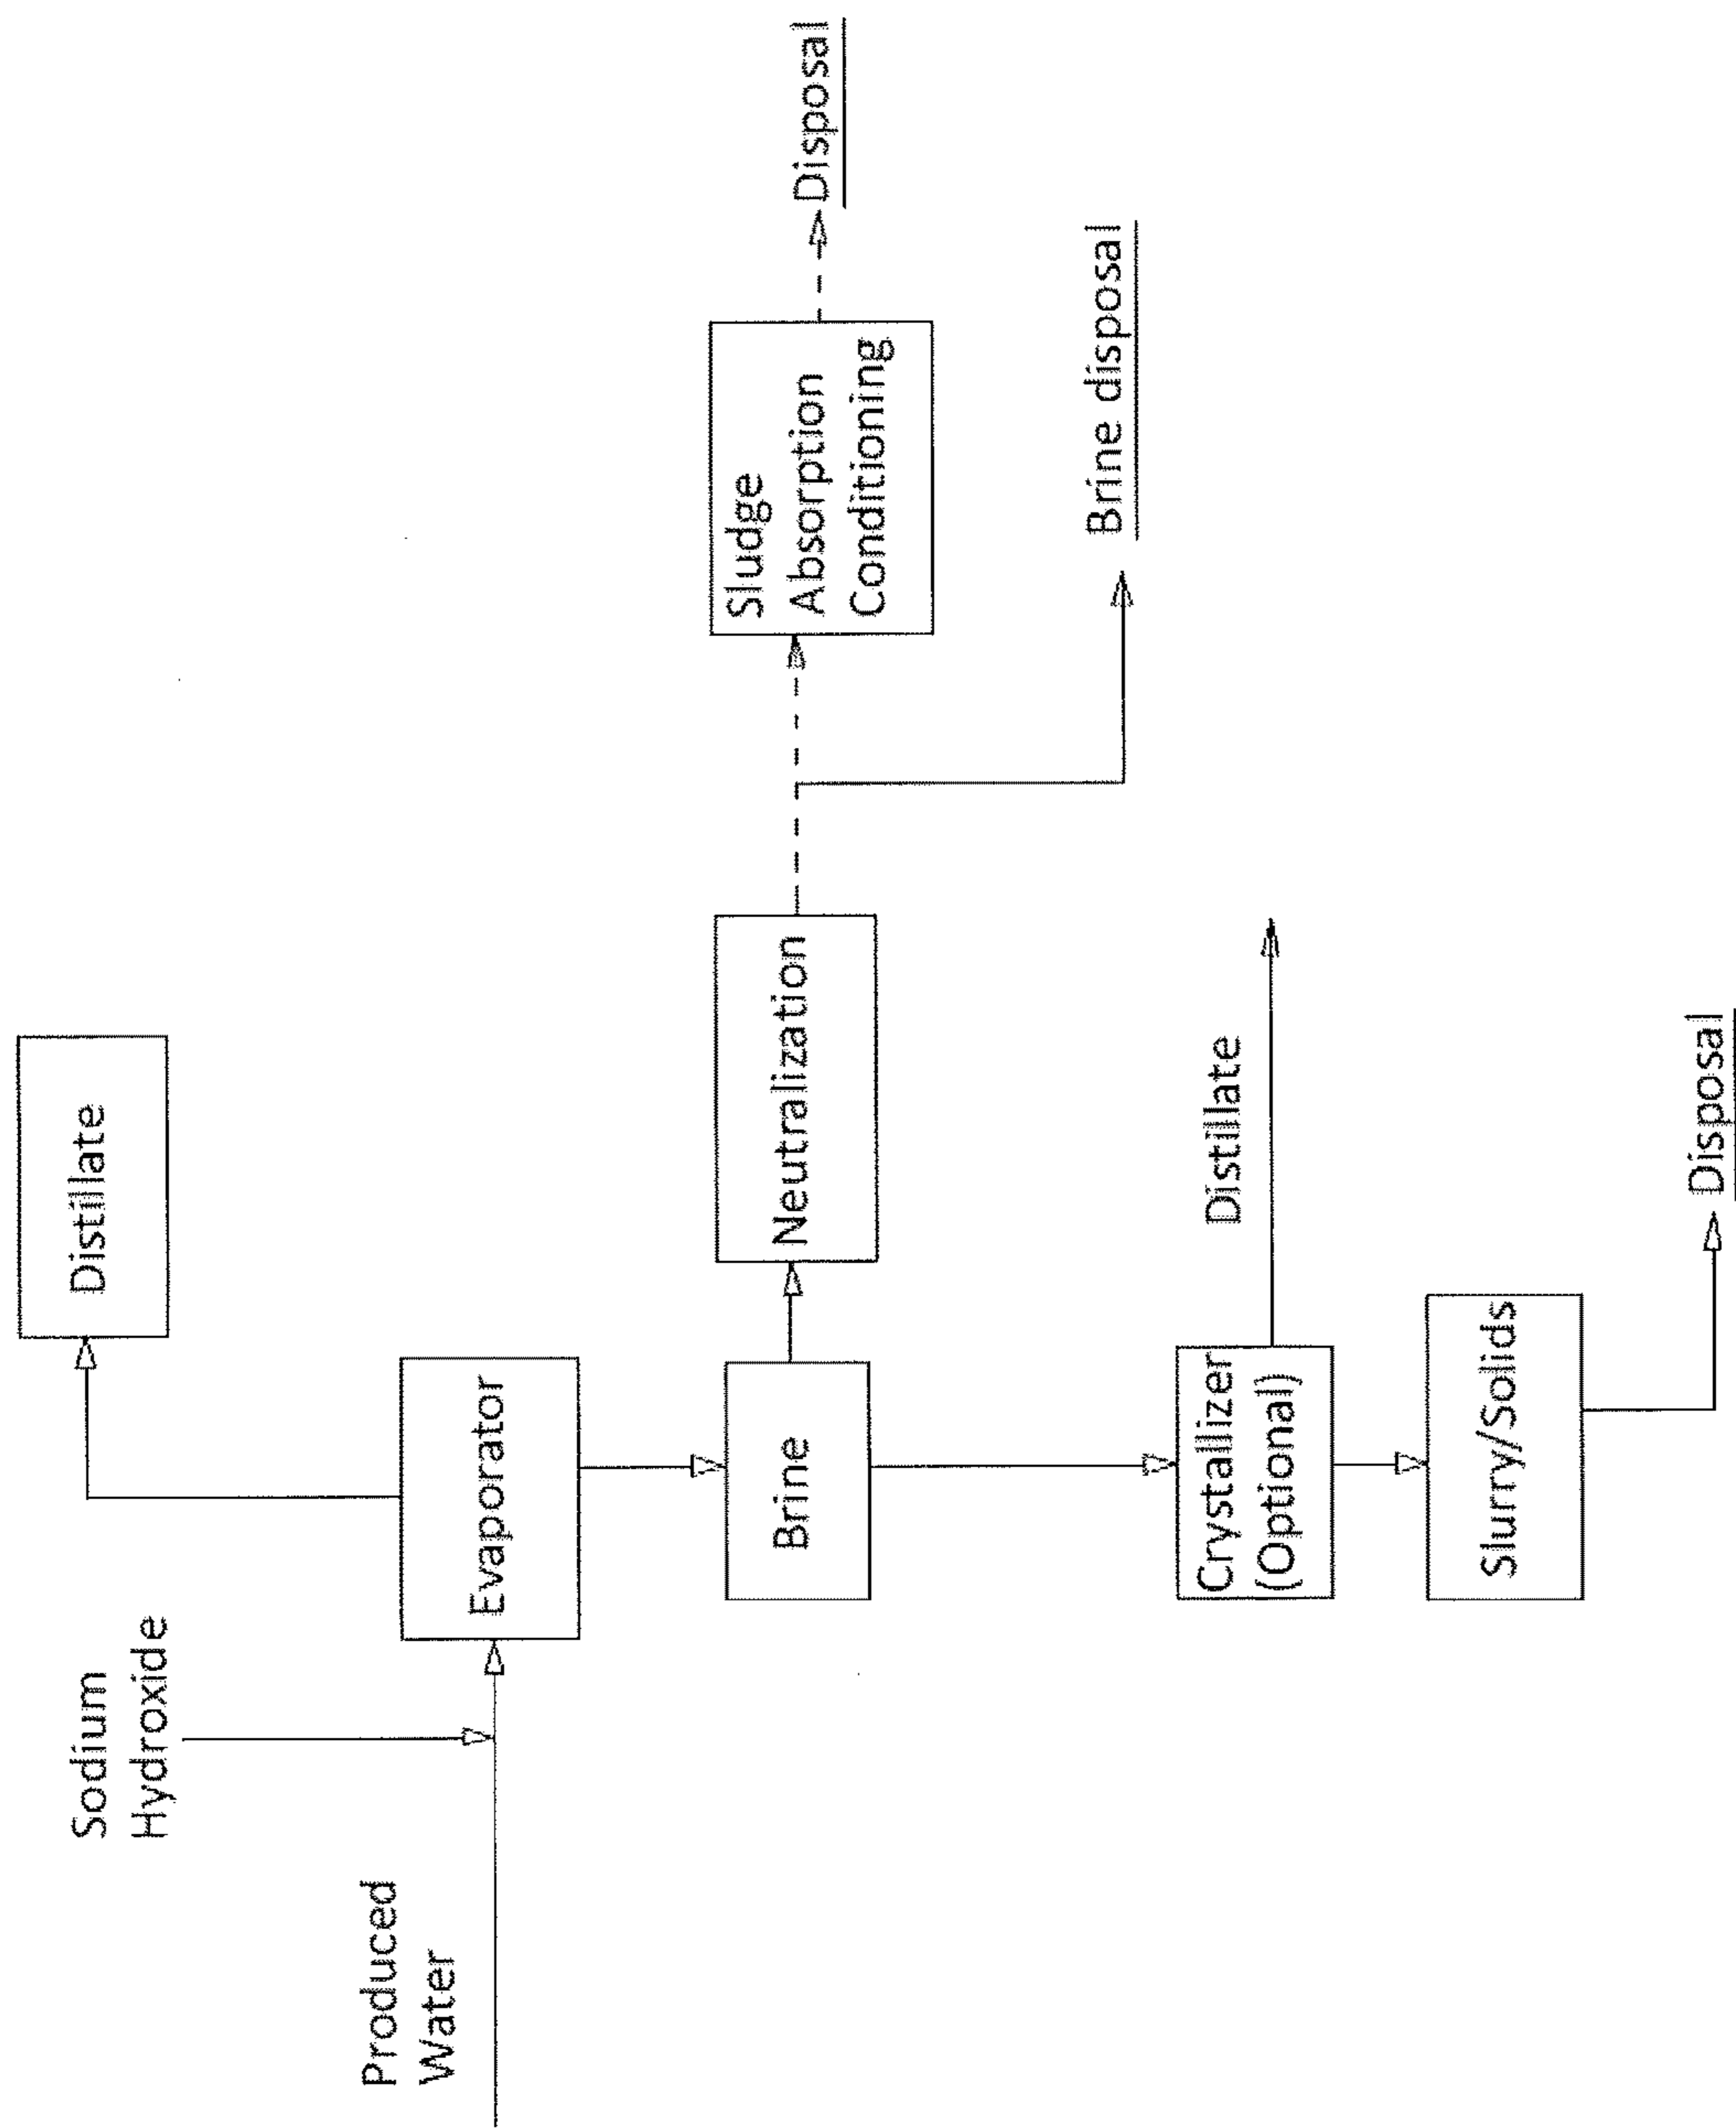 Sodium
Hydroxide
Produced
Water
Distillate
Evaporator
Brine
Neutralization
Sludge
Absorption
Conditioning
Disposal
Brine disposal
Crystallizer
(Optional)
Distillate
Slurry/Solids
Disposal